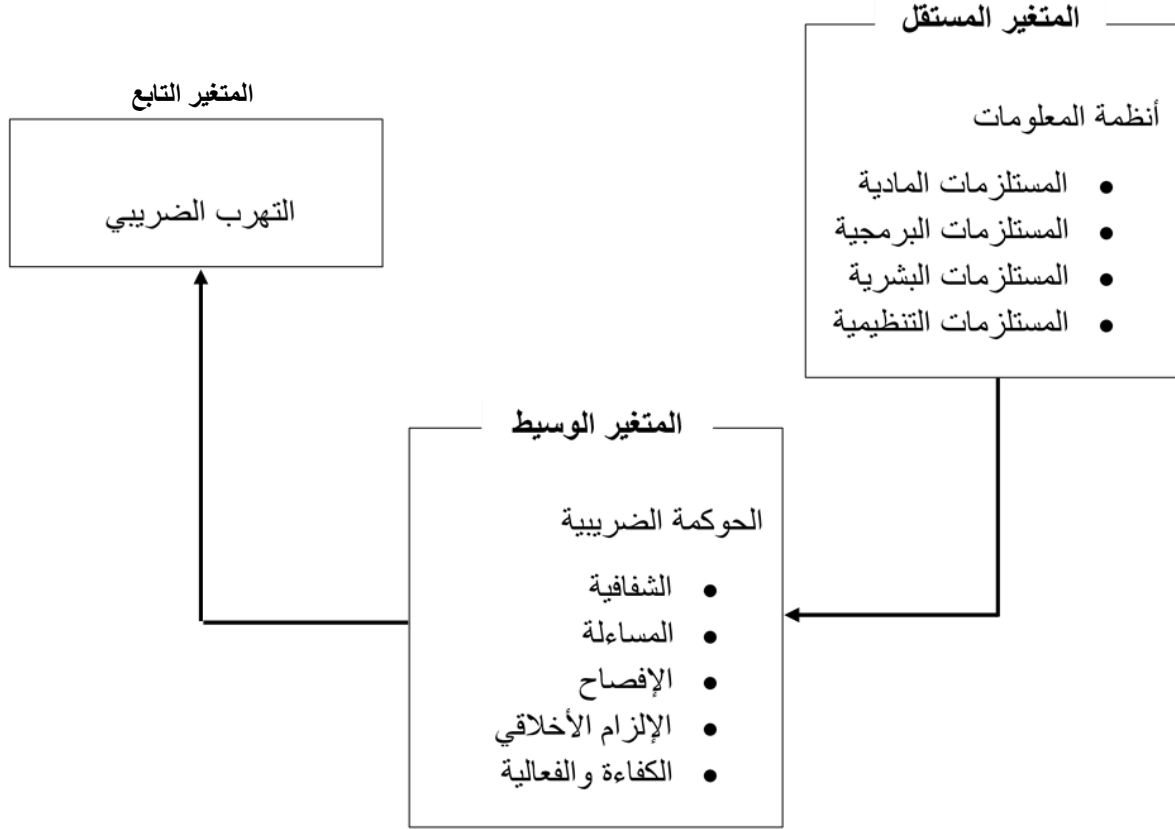 المتغير المستقل
أنظمة المعلومات
● المستلزمات المادية
● المستلزمات البرمجية
● المستلزمات البشرية
● المستلزمات التنظيمية
المتغير التابع
التهرب الضريبي
المتغير الوسيط
الحوكمة الضريبية
● الشفافية
● المساءلة
● الإفصاح
● الإلزام الأخلاقي
● الكفاءة والفعالية